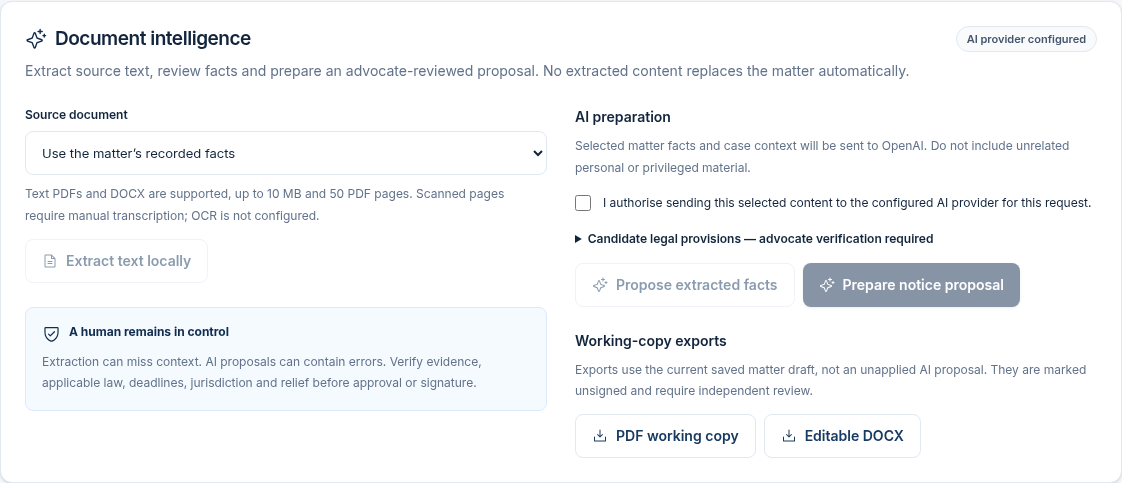 Document intelligence
AI provider configured
Extract source text, review facts and prepare an advocate-reviewed proposal. No extracted content replaces the matter automatically.
Source document
Use the matter’s recorded facts
Text PDFs and DOCX are supported, up to 10 MB and 50 PDF pages. Scanned pages
require manual transcription; OCR is not configured.
Extract text locally
A human remains in control
Extraction can miss context. AI proposals can contain errors. Verify evidence,
applicable law, deadlines, jurisdiction and relief before approval or signature.
AI preparation
Selected matter facts and case context will be sent to OpenAI. Do not include unrelated
personal or privileged material.
I authorise sending this selected content to the configured AI provider for this request.
Candidate legal provisions — advocate verification required
Propose extracted facts
Prepare notice proposal
Working-copy exports
Exports use the current saved matter draft, not an unapplied AI proposal. They are marked
unsigned and require independent review.
PDF working copy
Editable DOCX